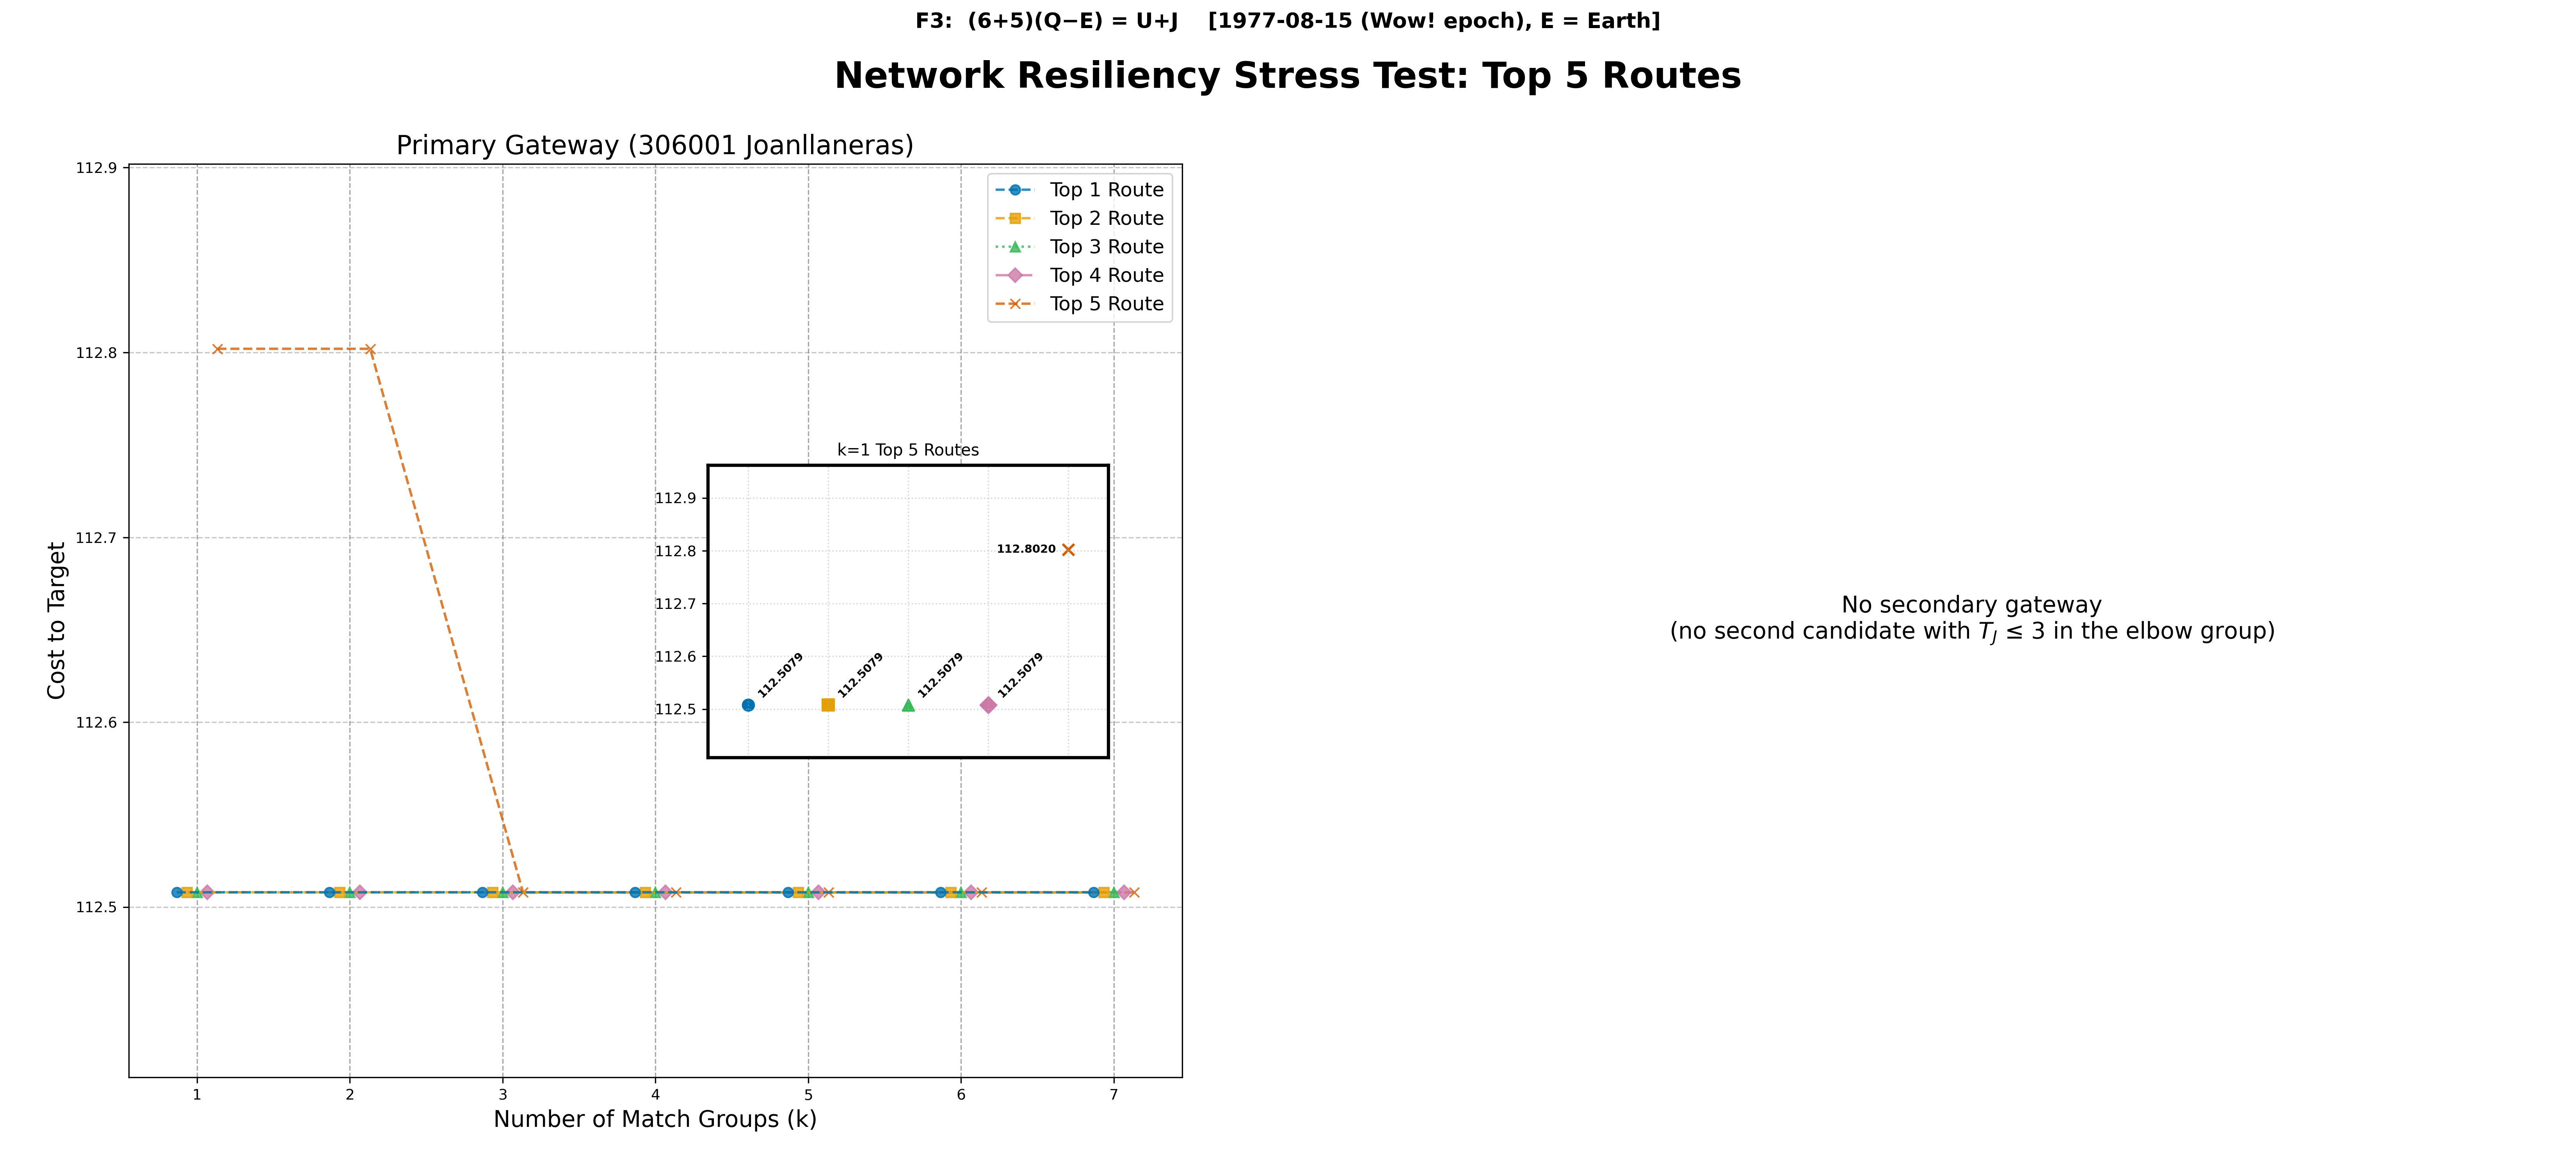 F3:  (6+5)(Q−E) = U+J    [1977-08-15 (Wow! epoch), E = Earth]
Network Resiliency Stress Test: Top 5 Routes
Primary Gateway (306001 Joanllaneras)
Cost to Target
112.9
112.8
112.7
112.6
112.5
Top 1 Route
Top 2 Route
Top 3 Route
Top 4 Route
Top 5 Route
k=1 Top 5 Routes
112.9
112.8
112.7
112.6
112.5
112.8020
112.5079
112.5079
112.5079
112.5079
1
2
3
4
5
6
7
Number of Match Groups (k)
No secondary gateway
(no second candidate with T_J ≤ 3 in the elbow group)